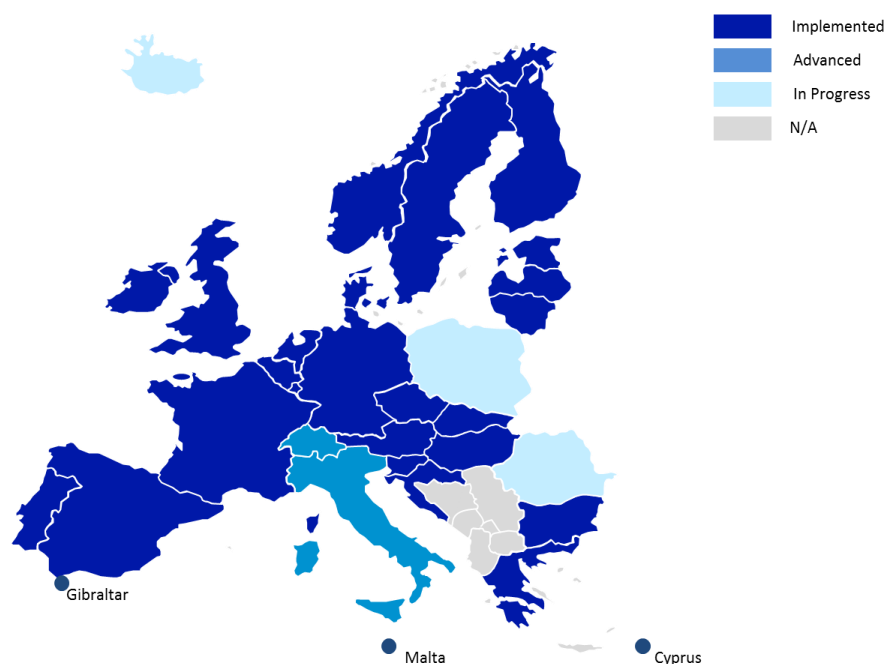 Implemented
Advanced
In Progress
N/A
Gibraltar
Malta
Cyprus